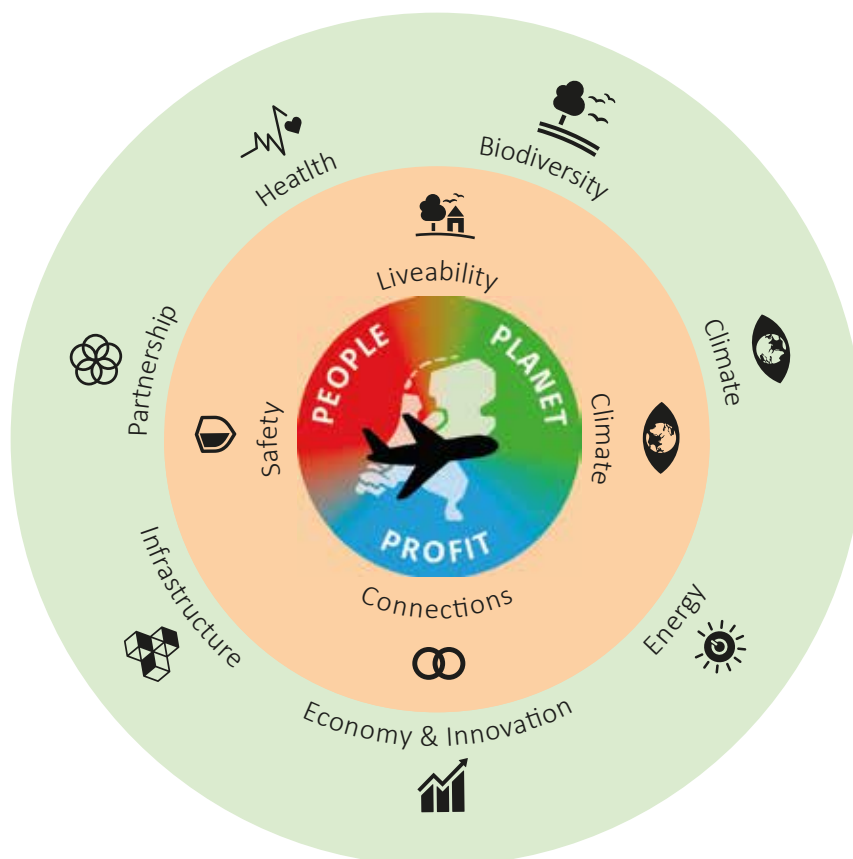 Heatlth
Biodiversity
Climate
Energy
Economy & Innovation
Infrastructure
Partnership
Liveability
Climate
Connections
Safety
PEOPLE
PLANET
PROFIT